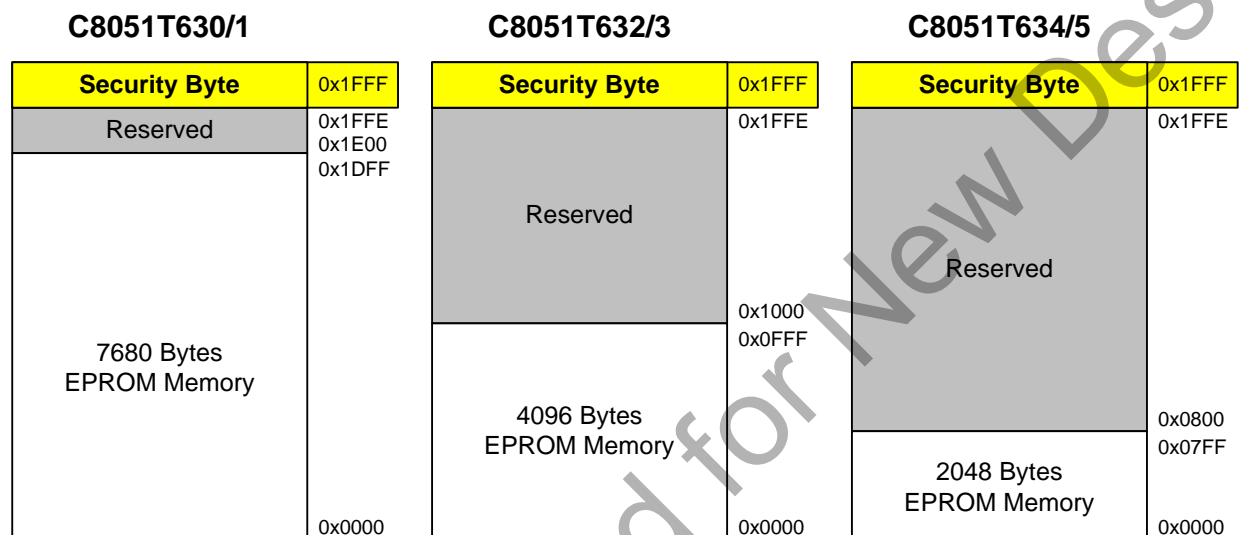 C8051T630/1
Security Byte 0x1FFF
Reserved 0x1FFE
0x1E00
0x1DFF
7680 Bytes
EPROM Memory
0x0000
C8051T632/3
Security Byte 0x1FFF
0x1FFE
Reserved
0x1000
0x0FFF
4096 Bytes
EPROM Memory
0x0000
C8051T634/5
Security Byte 0x1FFF
0x1FFE
Reserved
0x0800
0x07FF
2048 Bytes
EPROM Memory
0x0000
for New